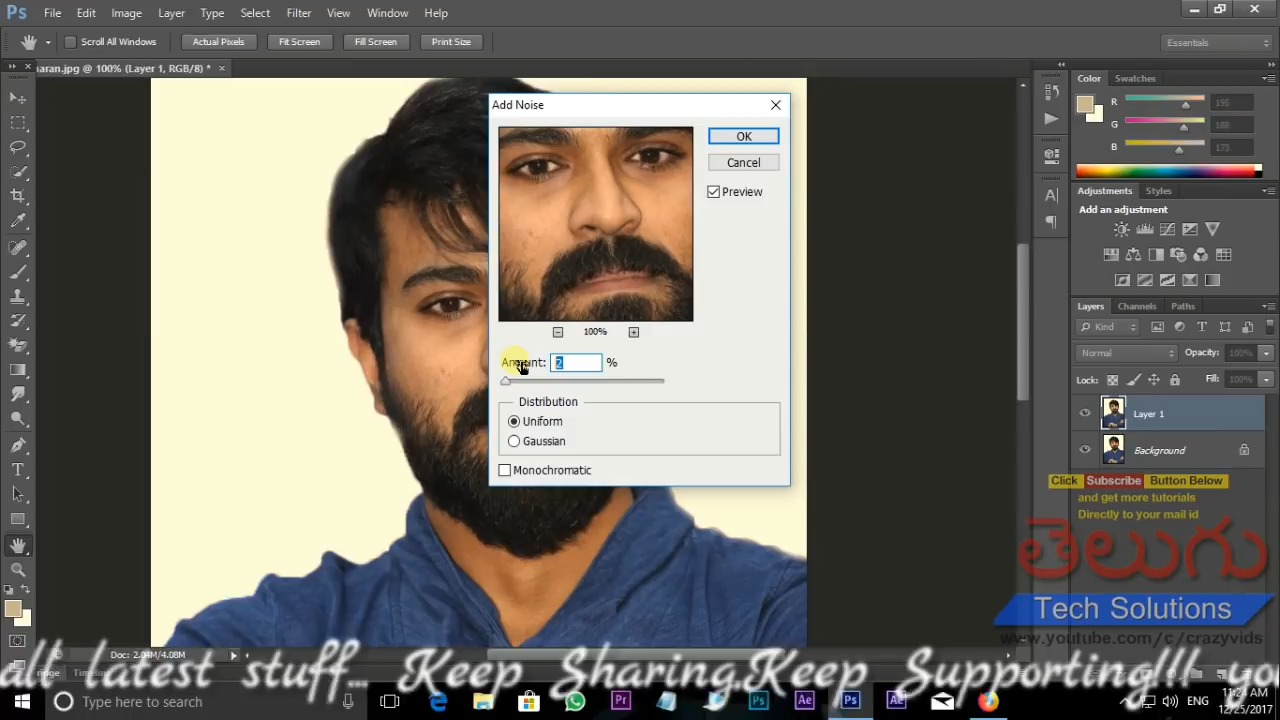 Ps File Edit Image Layer Type Select Filter View Window Help
Scroll All Windows Actual Pixels Fit Screen Fill Screen Print Size Essentials
haran.jpg @ 100% (Layer 1, RGB/8) *
Color Swatches
R 195
G 168
B 173
Adjustments Styles
Add an adjustment
Layers Channels Paths
Kind
Normal Opacity:
Lock: Fill:
Layer 1
Background
Add Noise
OK
Cancel
Preview
100%
Amount: 2 %
Distribution
Uniform
Gaussian
Monochromatic
Click Subscribe Button Below
and get more tutorials
Directly to your mail id
తెలుగు
Tech Solutions
www.youtube.com/c/crazyvids
Doc: 2.04M/4.08M
all latest stuff... Keep Sharing.Keep Supporting!!!
Type here to search
ENG
11:24 AM
12/25/2017